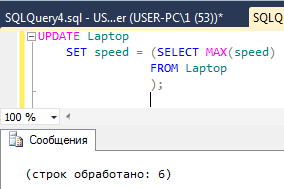 SQLQuery4.sql - US...er (USER-PC\1 (53))*
SQLQ
UPDATE Laptop
SET speed = (SELECT MAX(speed)
FROM Laptop
);
100 %
Сообщения
(строк обработано: 6)